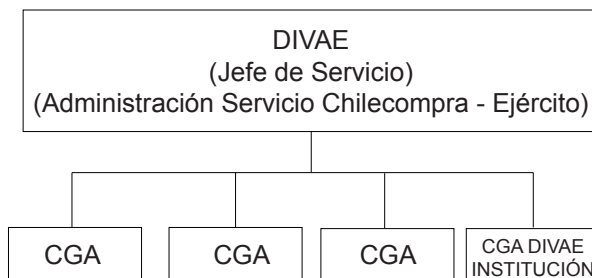 DIVAE
(Jefe de Servicio)
(Administración Servicio Chilecompra - Ejército)
CGA
CGA
CGA
CGA DIVAE
INSTITUCIÓN